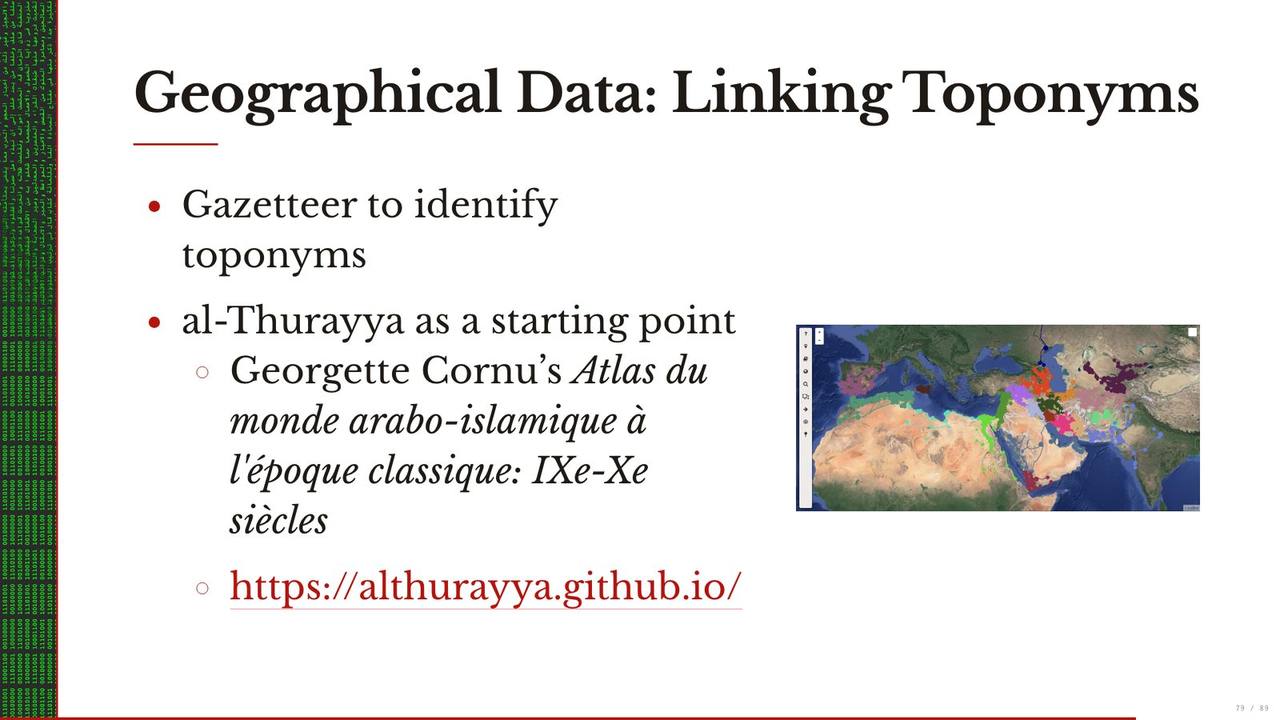 Geographical Data: Linking Toponyms
Gazetteer to identify
toponyms
al-Thurayya as a starting point
Georgette Cornu’s Atlas du
monde arabo-islamique à
l'époque classique: IXe-Xe
siècles
https://althurayya.github.io/
79 / 89